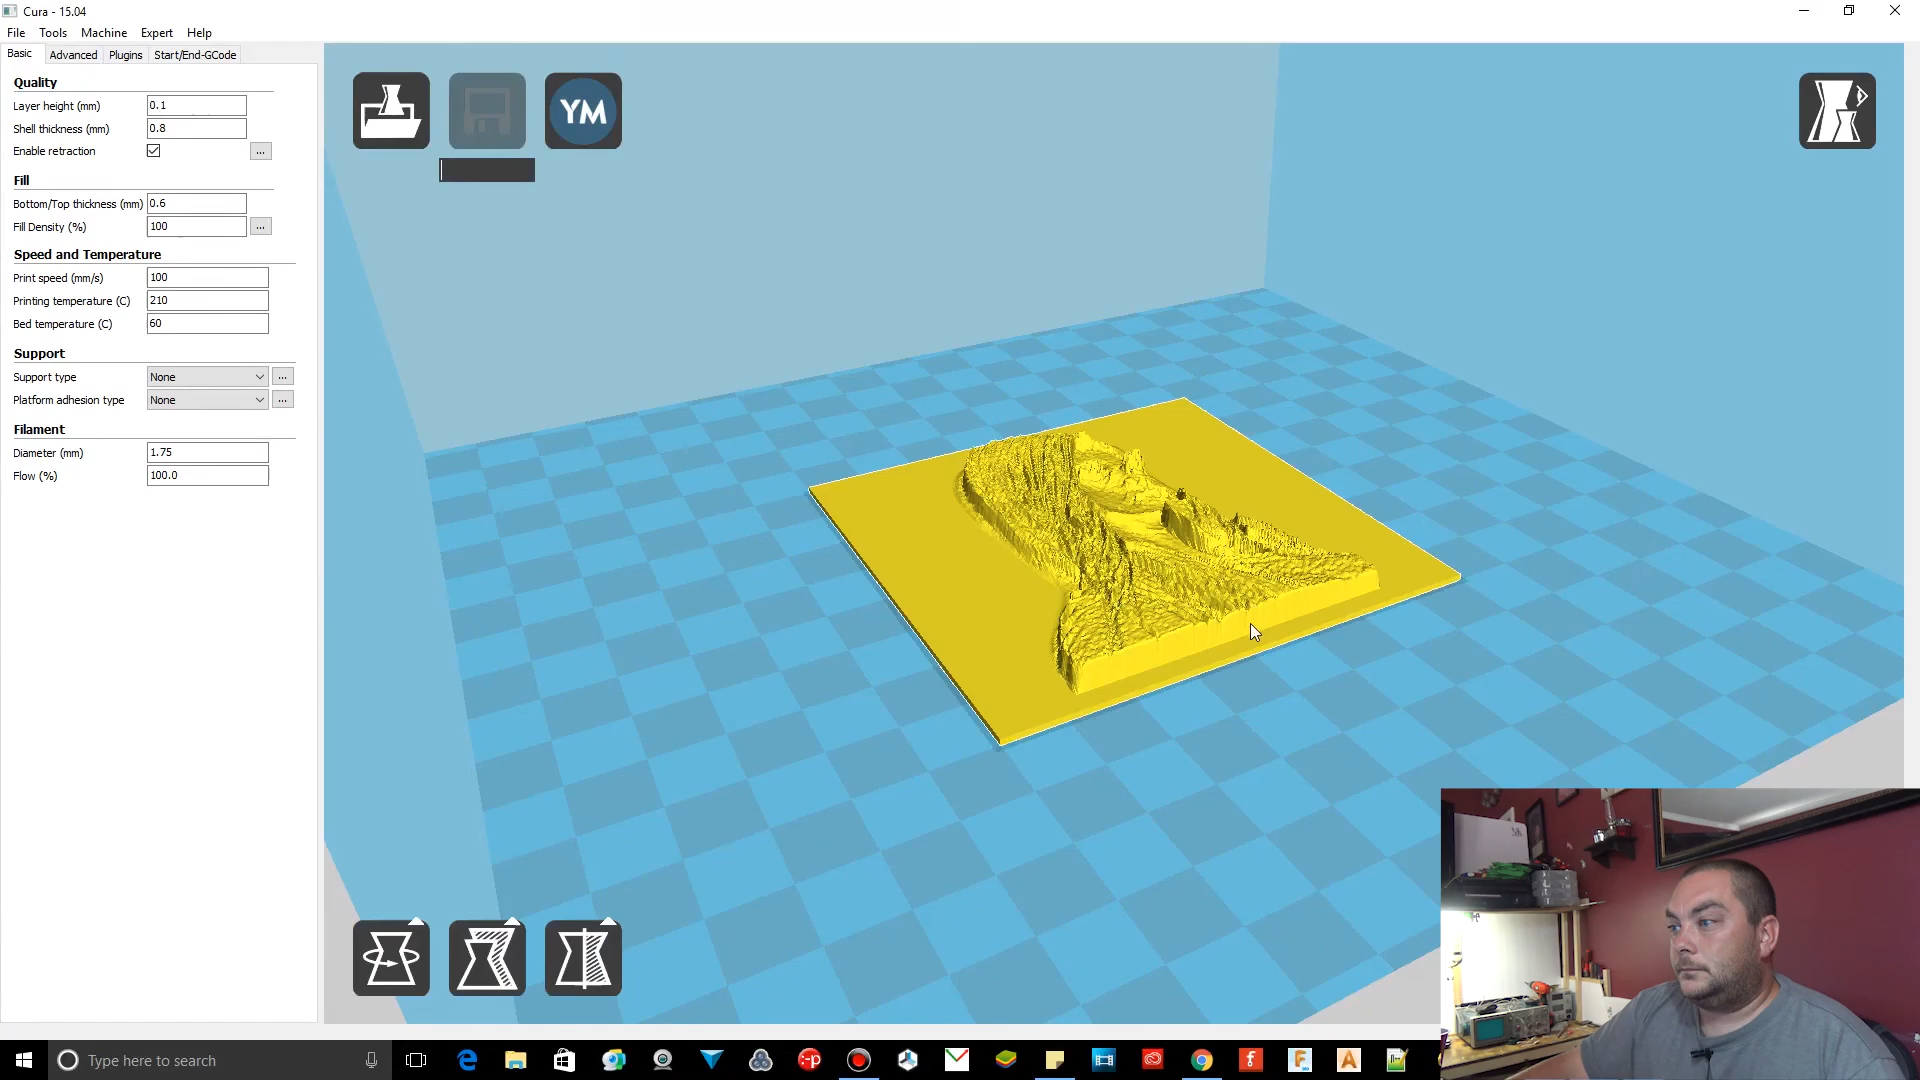 Cura - 15.04
File Tools Machine Expert Help
Basic Advanced Plugins Start/End-GCode
Quality
Layer height (mm) 0.1
Shell thickness (mm) 0.8
Enable retraction ...
Fill
Bottom/Top thickness (mm) 0.6
Fill Density (%) 100 ...
Speed and Temperature
Print speed (mm/s) 100
Printing temperature (C) 210
Bed temperature (C) 60
Support
Support type None ...
Platform adhesion type None ...
Filament
Diameter (mm) 1.75
Flow (%) 100.0
YM
Type here to search